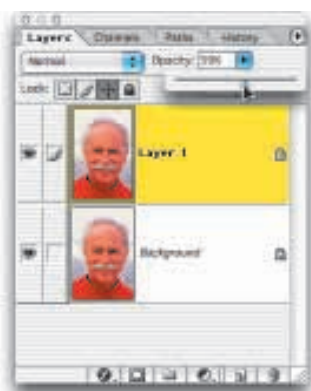 Layers Channels Paths History
Normal Opacity:
Lock:
Layer 1
Background